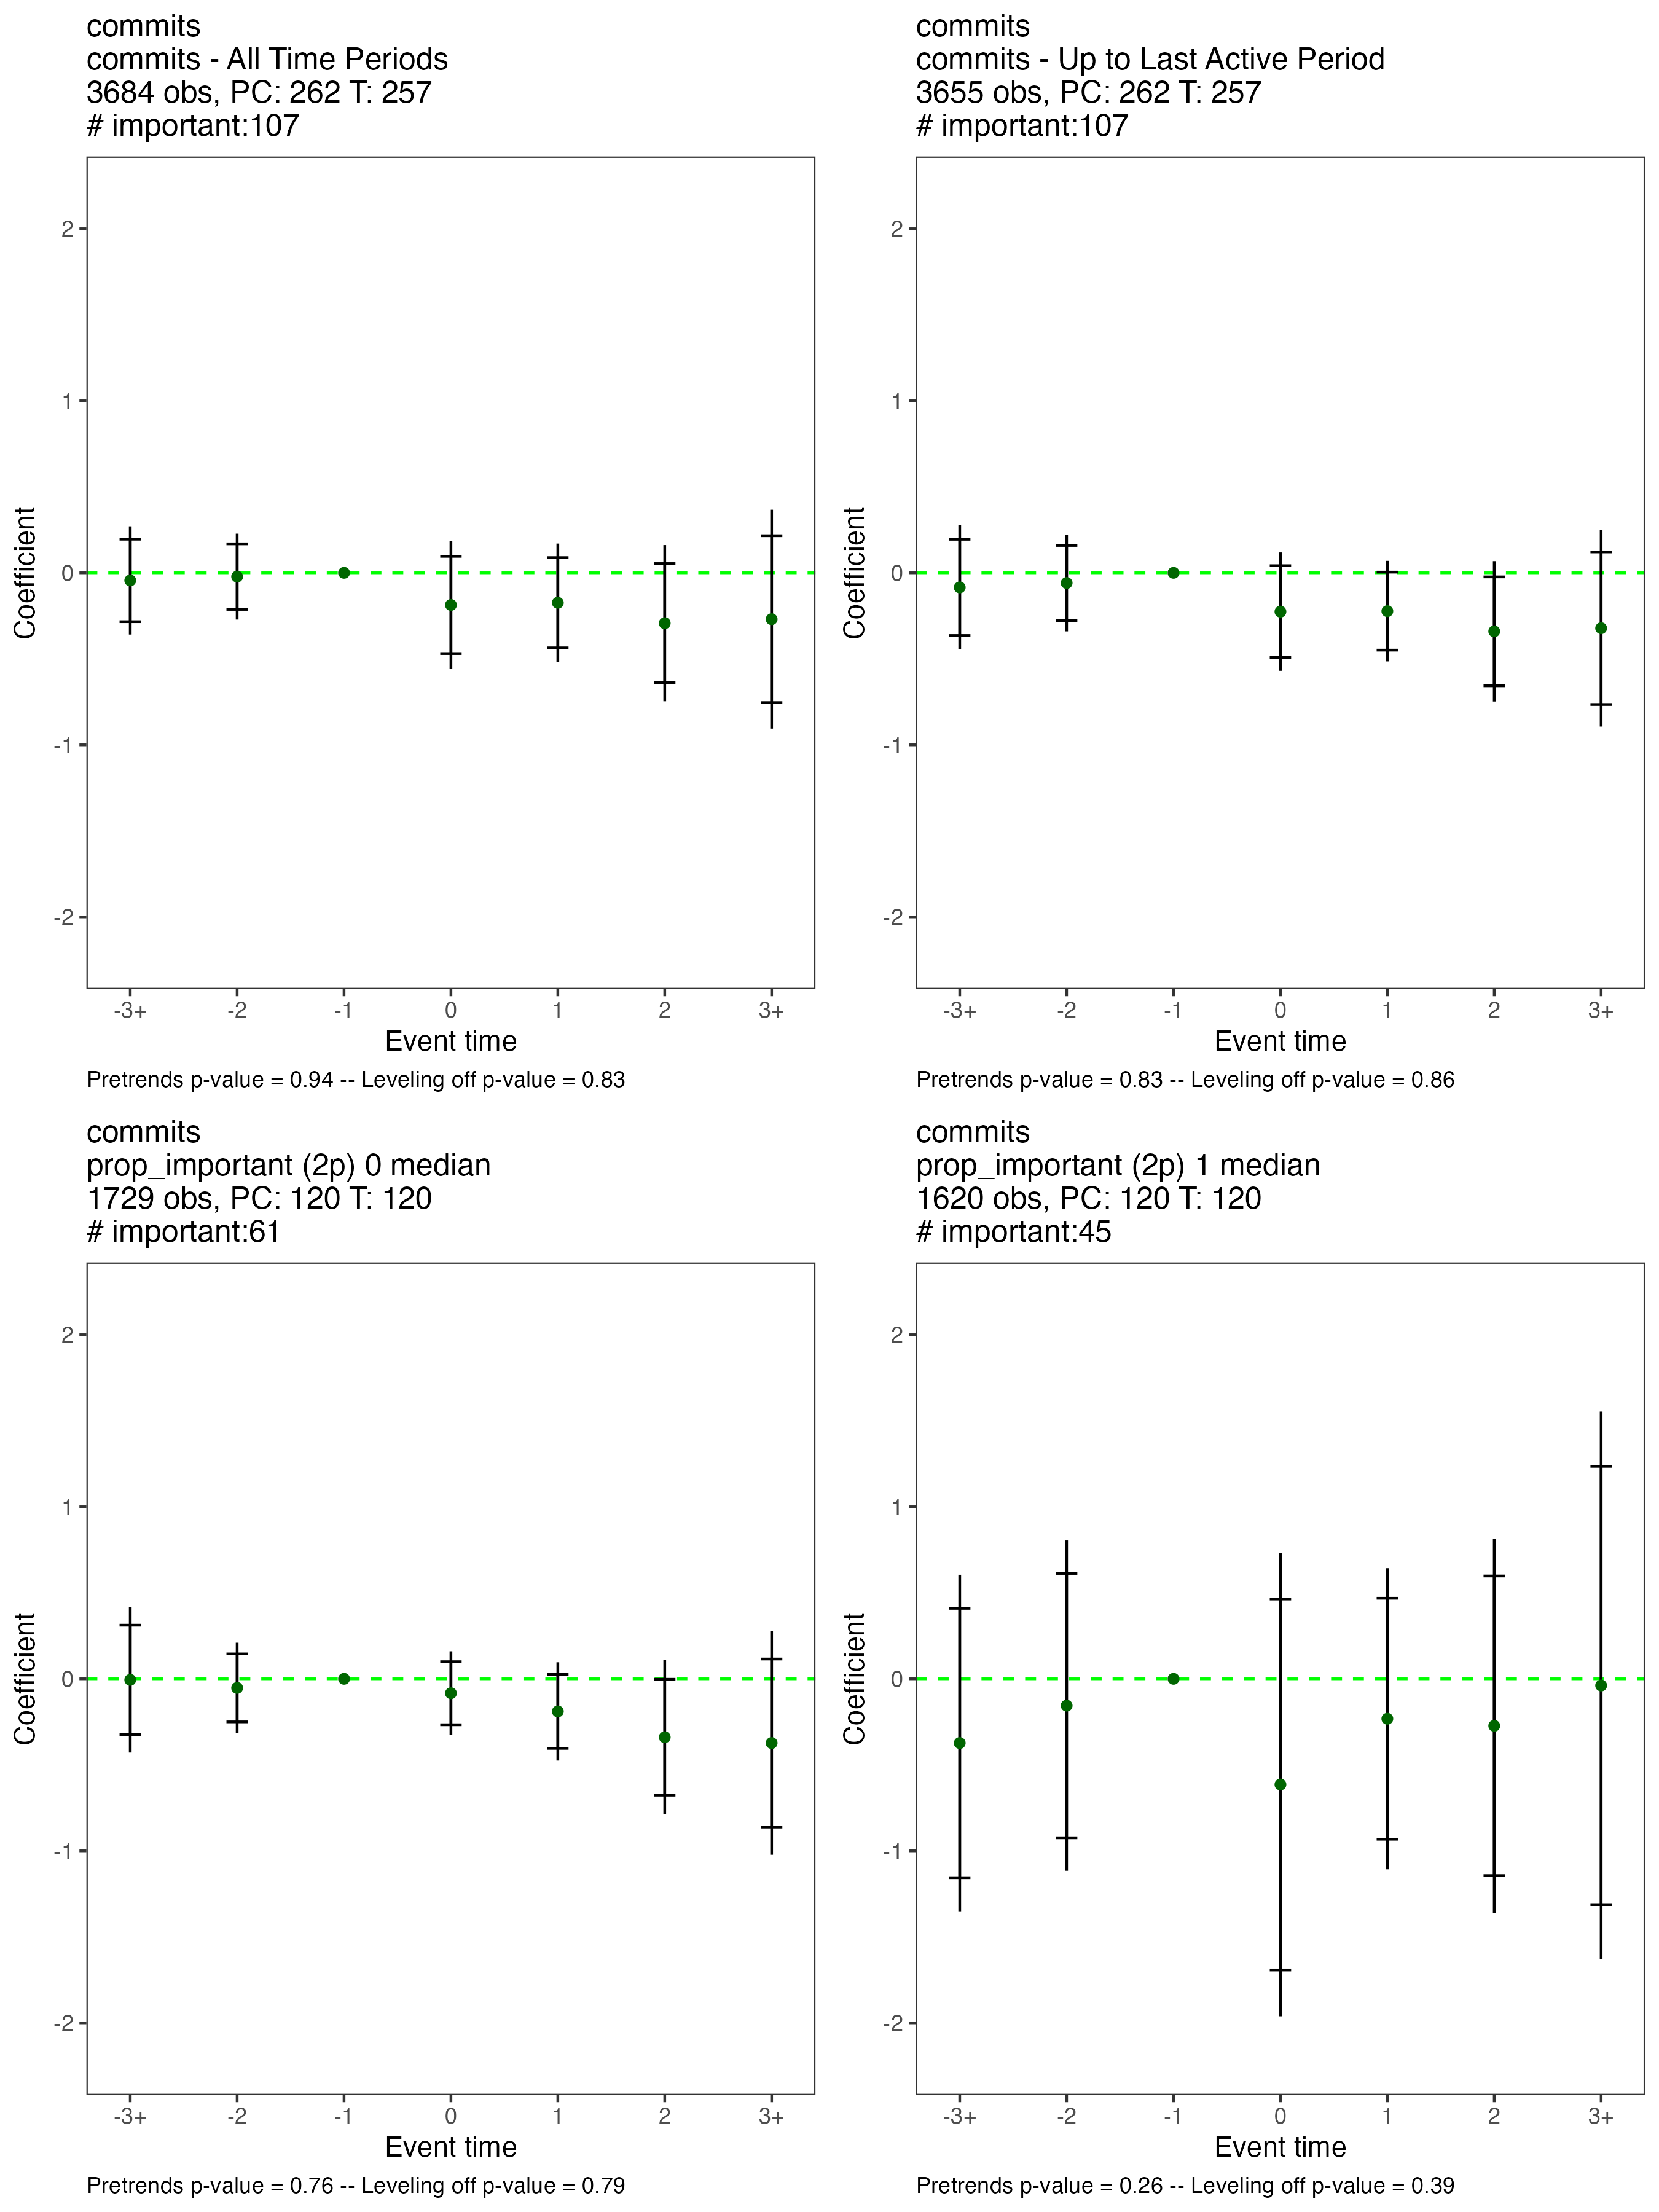 commits
commits - All Time Periods
3684 obs, PC: 262 T: 257
# important:107
2
1
0
-1
-2
Coefficient
-3+ -2 -1 0 1 2 3+
Event time
Pretrends p-value = 0.94 -- Leveling off p-value = 0.83
commits
commits - Up to Last Active Period
3655 obs, PC: 262 T: 257
# important:107
2
1
0
-1
-2
Coefficient
-3+ -2 -1 0 1 2 3+
Event time
Pretrends p-value = 0.83 -- Leveling off p-value = 0.86
commits
prop_important (2p) 0 median
1729 obs, PC: 120 T: 120
# important:61
2
1
0
-1
-2
Coefficient
-3+ -2 -1 0 1 2 3+
Event time
Pretrends p-value = 0.76 -- Leveling off p-value = 0.79
commits
prop_important (2p) 1 median
1620 obs, PC: 120 T: 120
# important:45
2
1
0
-1
-2
Coefficient
-3+ -2 -1 0 1 2 3+
Event time
Pretrends p-value = 0.26 -- Leveling off p-value = 0.39